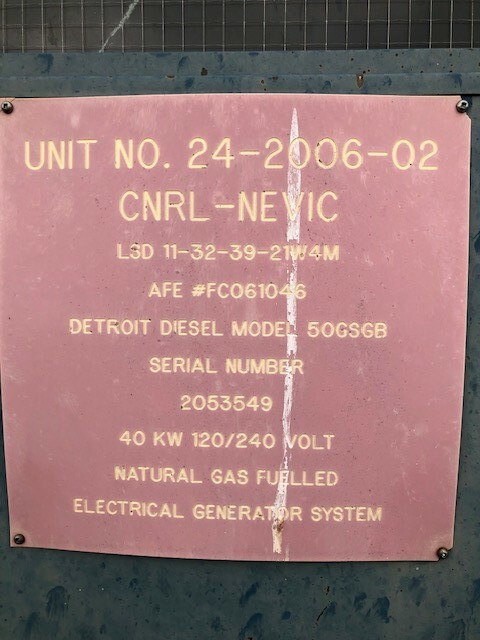 UNIT NO. 24-2006-02
CNRL-NEVIC
LSD 11-32-39-21W4M
AFE #FC061046
DETROIT DIESEL MODEL 50GSGB
SERIAL NUMBER
2053549
40 KW 120/240 VOLT
NATURAL GAS FUELLED
ELECTRICAL GENERATOR SYSTEM